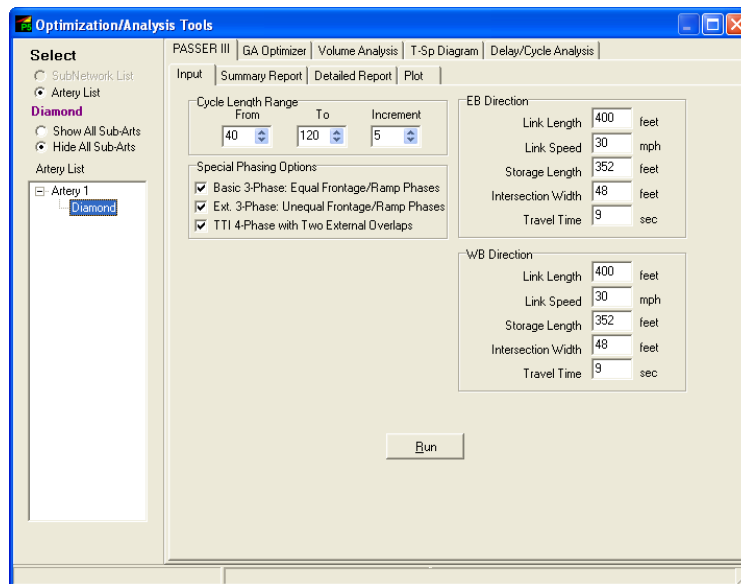 PS
Optimization/Analysis Tools
Select
SubNetwork List
Artery List
Diamond
Show All Sub-Arts
Hide All Sub-Arts
Artery List
Artery 1
Diamond
PASSER III
GA Optimizer
Volume Analysis
T-Sp Diagram
Delay/Cycle Analysis
Input
Summary Report
Detailed Report
Plot
Cycle Length Range
From To Increment
40 120 5
Special Phasing Options
Basic 3-Phase: Equal Frontage/Ramp Phases
Ext. 3-Phase: Unequal Frontage/Ramp Phases
TTI 4-Phase with Two External Overlaps
EB Direction
Link Length 400 feet
Link Speed 30 mph
Storage Length 352 feet
Intersection Width 48 feet
Travel Time 9 sec
WB Direction
Link Length 400 feet
Link Speed 30 mph
Storage Length 352 feet
Intersection Width 48 feet
Travel Time 9 sec
Run